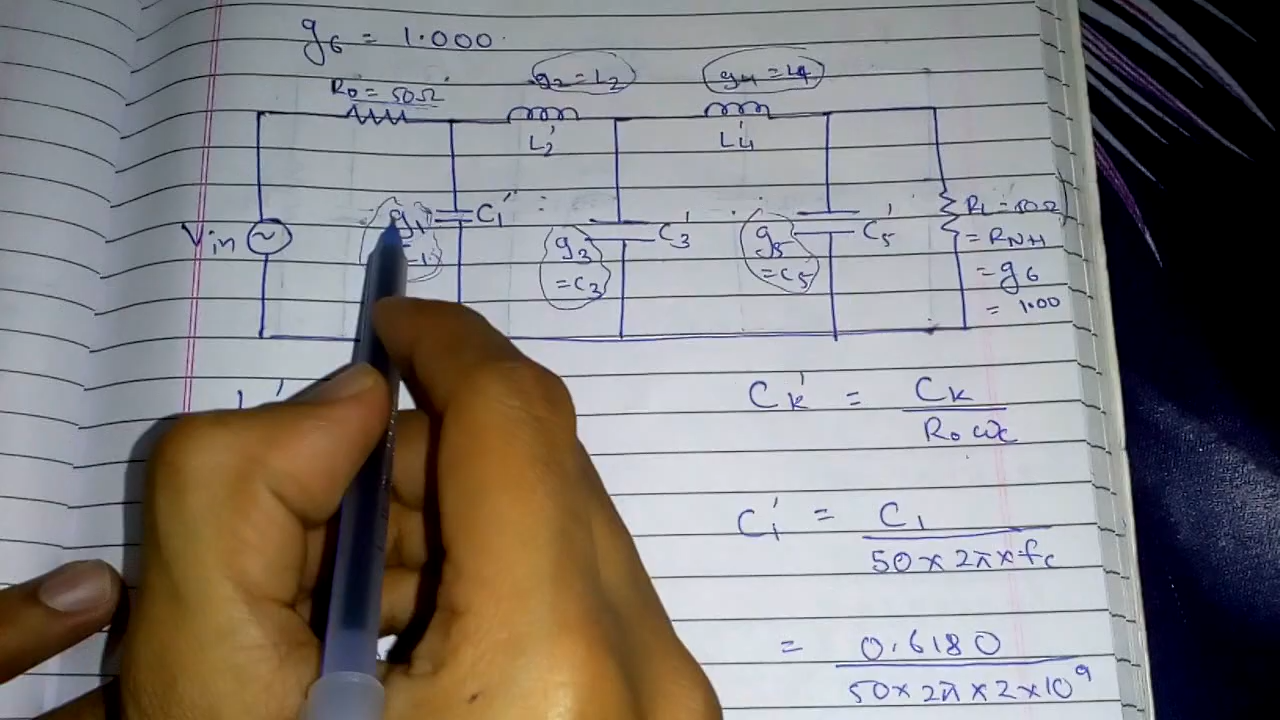 g6 = 1.000
R0 = 50Ω
g2 = L2
g4 = L4
L2'
L4'
Vin
g1
C1'
g3
= C3
C3'
g5
= C5
C5'
RL = 50Ω
= RN+1
= g6
= 1.00
CK' = CK / R0 ωc
C1' = C1 / 50 × 2π × fc
= 0.6180 / 50 × 2π × 2 × 10^9